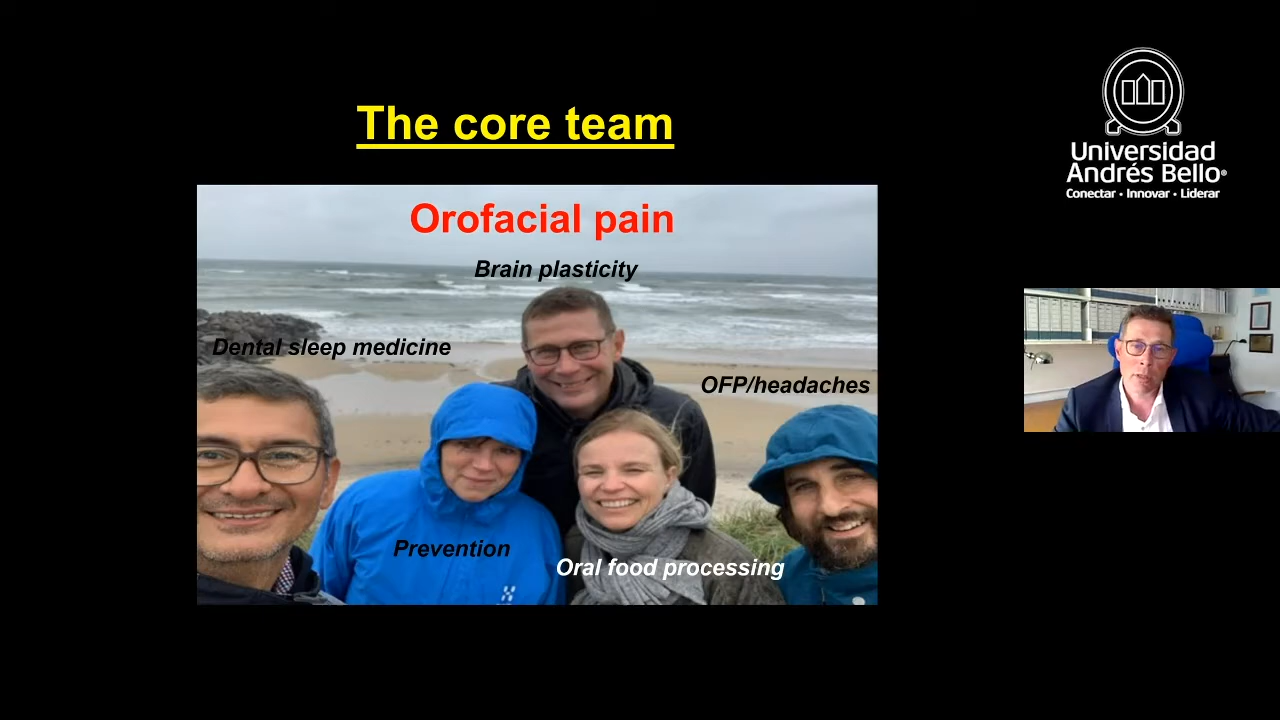 The core team
Orofacial pain
Brain plasticity
Dental sleep medicine
OFP/headaches
Prevention
Oral food processing
Universidad
Andrés Bello®
Conectar • Innovar • Liderar